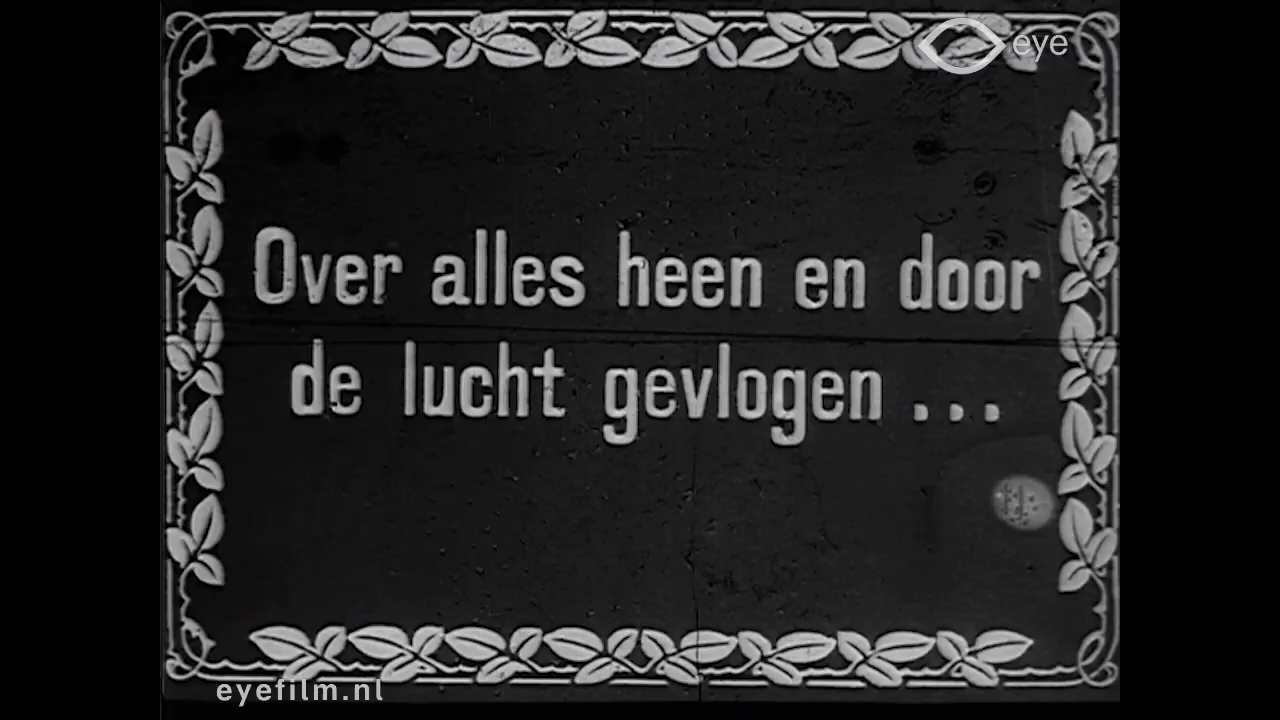 eye
Over alles heen en door
de lucht gevlogen ...
eyefilm.nl